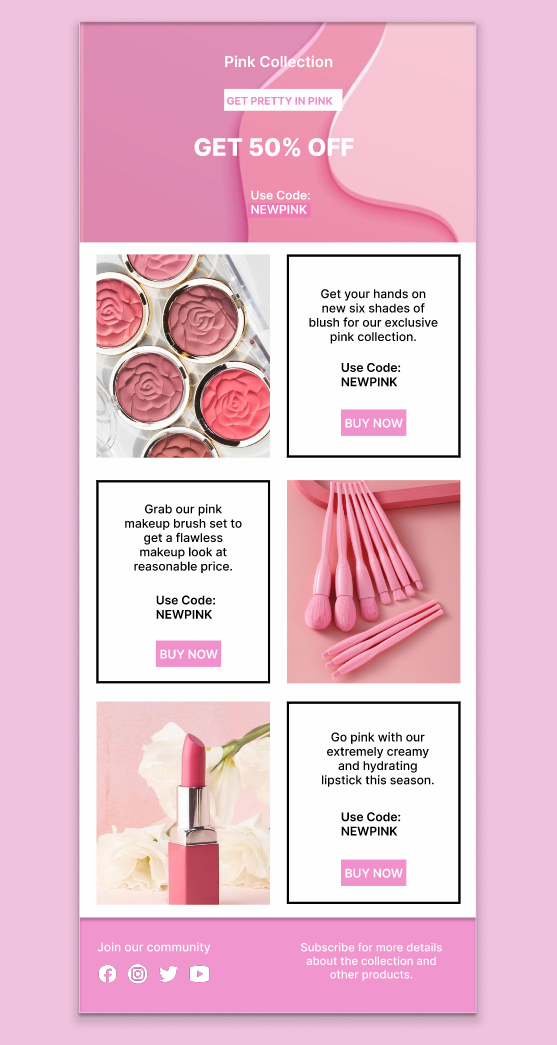 Pink Collection
GET PRETTY IN PINK
GET 50% OFF
Use Code:
NEWPINK
Get your hands on
new six shades of
blush for our exclusive
pink collection.
Use Code:
NEWPINK
BUY NOW
Grab our pink
makeup brush set to
get a flawless
makeup look at
reasonable price.
Use Code:
NEWPINK
BUY NOW
Go pink with our
extremely creamy
and hydrating
lipstick this season.
Use Code:
NEWPINK
BUY NOW
Join our community
Subscribe for more details
about the collection and
other products.